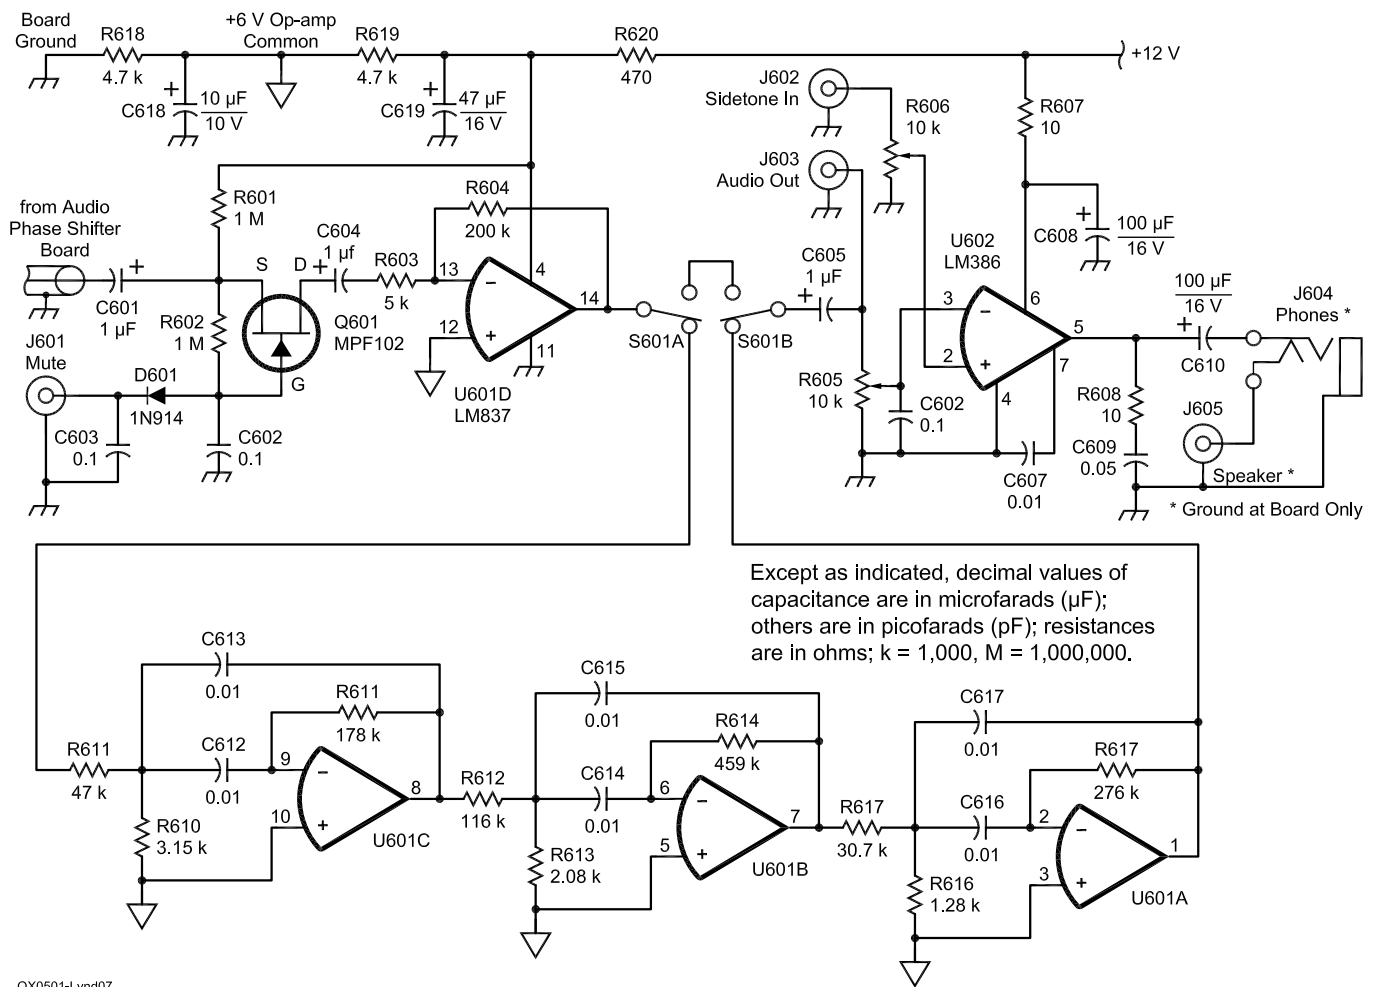 Board
Ground
R618
4.7 k
+
C618
10 µF
10 V
+6 V Op-amp
Common
R619
4.7 k
+
C619
47 µF
16 V
R620
470
+12 V
J602
Sidetone In
R606
10 k
R607
10
J603
Audio Out
+
C608
100 µF
16 V
from Audio
Phase Shifter
Board
R601
1 M
+
C601
1 µF
R602
1 M
S
D
G
Q601
MPF102
J601
Mute
D601
1N914
C603
0.1
C602
0.1
C604
1 µf
+
R603
5 k
R604
200 k
13
12
4
11
14
−
+
U601D
LM837
S601A
S601B
C605
1 µF
+
R605
10 k
C602
0.1
U602
LM386
3
2
6
5
7
4
−
+
C607
0.01
100 µF
16 V
+
C610
J604
Phones *
R608
10
C609
0.05
J605
Speaker *
* Ground at Board Only
Except as indicated, decimal values of
capacitance are in microfarads (µF);
others are in picofarads (pF); resistances
are in ohms; k = 1,000, M = 1,000,000.
C613
0.01
R611
178 k
R611
47 k
C612
0.01
9
10
8
−
+
U601C
R610
3.15 k
C615
0.01
R614
459 k
R612
116 k
C614
0.01
6
5
7
−
+
U601B
R613
2.08 k
C617
0.01
R617
276 k
R617
30.7 k
C616
0.01
2
3
1
−
+
U601A
R616
1.28 k
QX0501-Lynd07